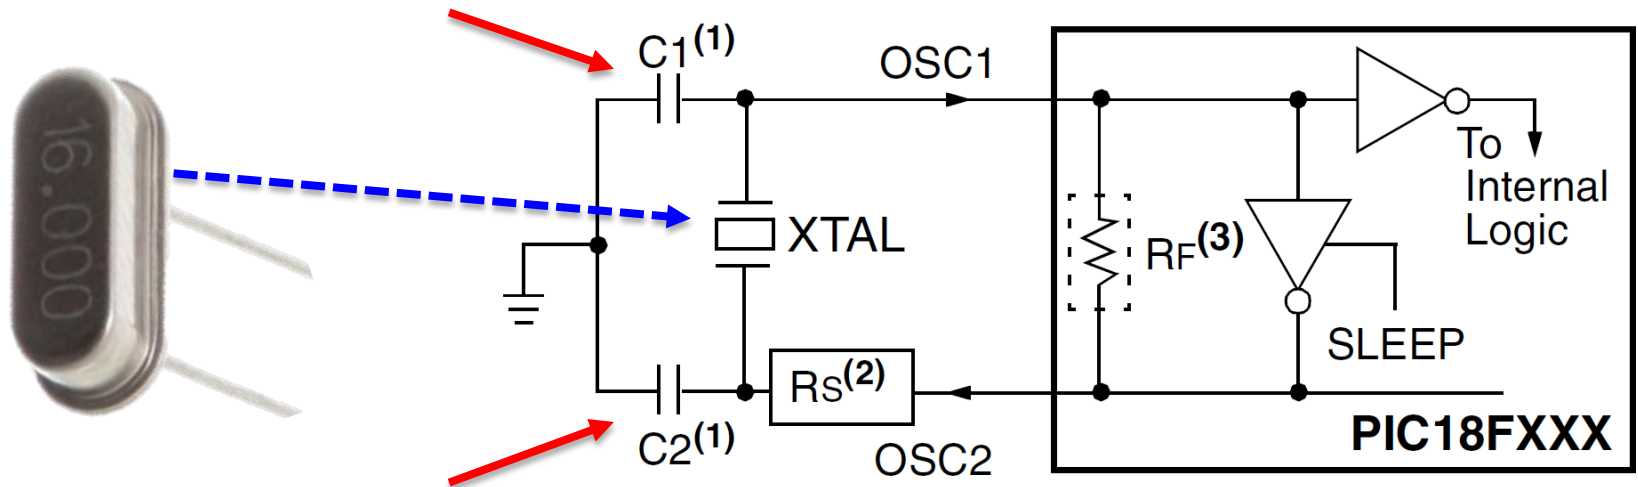 16.000
C1(1)
OSC1
To
Internal
Logic
XTAL
RF(3)
SLEEP
RS(2)
C2(1)
OSC2
PIC18FXXX